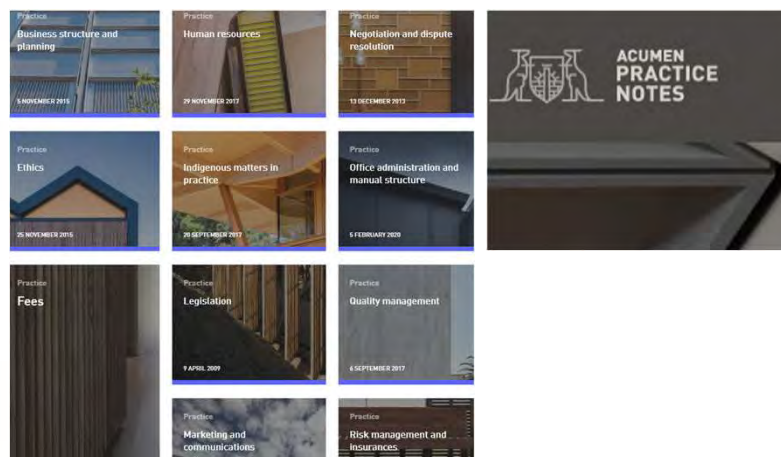 Practice
Business structure and
planning
5 NOVEMBER 2015
Practice
Human resources
29 NOVEMBER 2017
Practice
Negotiation and dispute
resolution
13 DECEMBER 2013
ACUMEN
PRACTICE
NOTES
Practice
Ethics
25 NOVEMBER 2015
Practice
Indigenous matters in
practice
20 SEPTEMBER 2017
Practice
Office administration and
manual structure
5 FEBRUARY 2020
Practice
Fees
Practice
Legislation
9 APRIL 2009
Practice
Quality management
6 SEPTEMBER 2017
Practice
Marketing and
communications
Practice
Risk management and
insurances